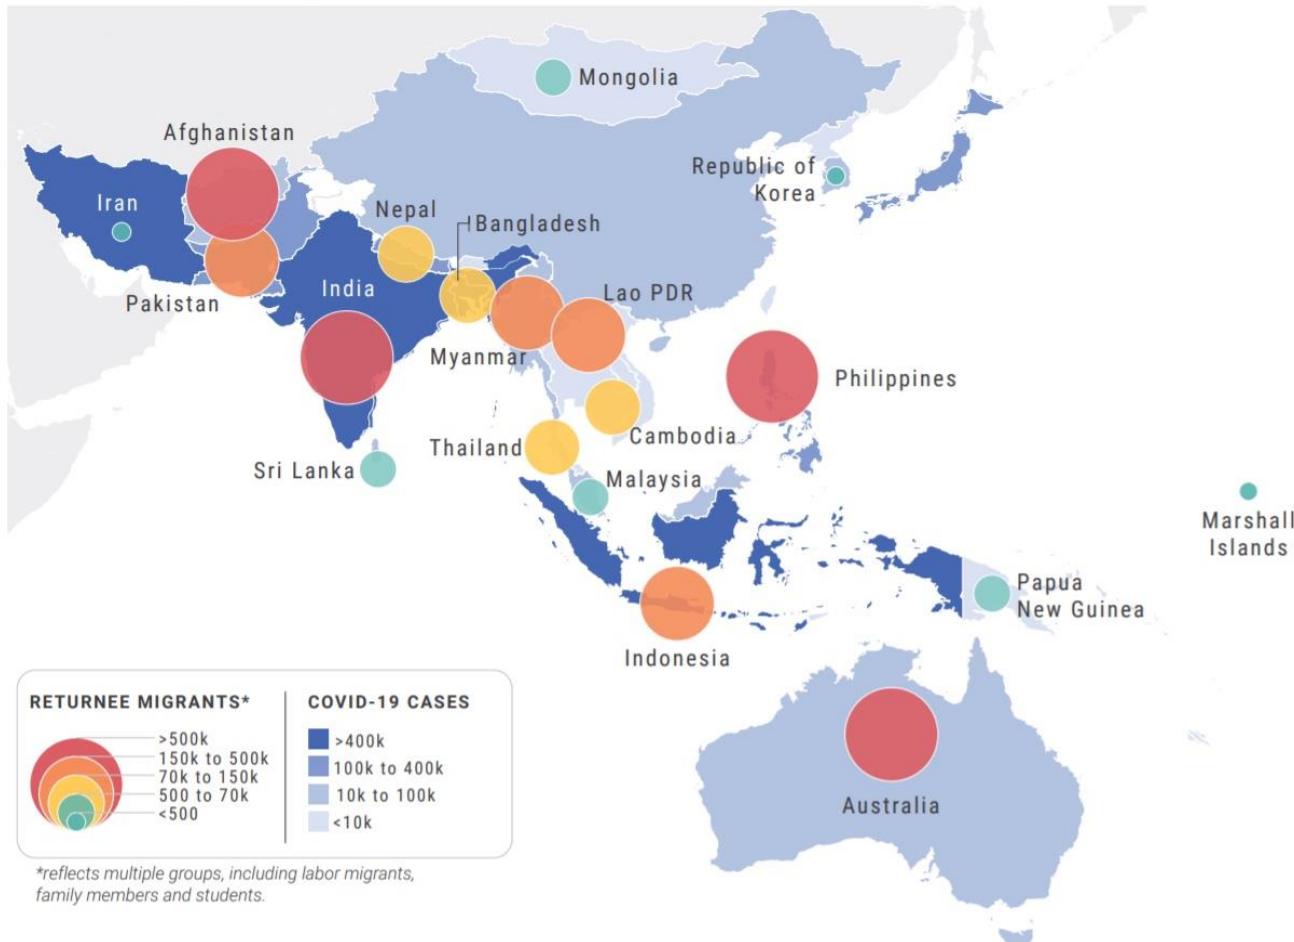 Mongolia
Afghanistan
Republic of
Korea
Iran
Nepal
Bangladesh
Pakistan
India
Lao PDR
Myanmar
Philippines
Cambodia
Thailand
Sri Lanka
Malaysia
Marshall
Islands
Papua
New Guinea
Indonesia
Australia
RETURNEE MIGRANTS*
>500k
150k to 500k
70k to 150k
500 to 70k
<500
COVID-19 CASES
>400k
100k to 400k
10k to 100k
<10k
*reflects multiple groups, including labor migrants,
family members and students.